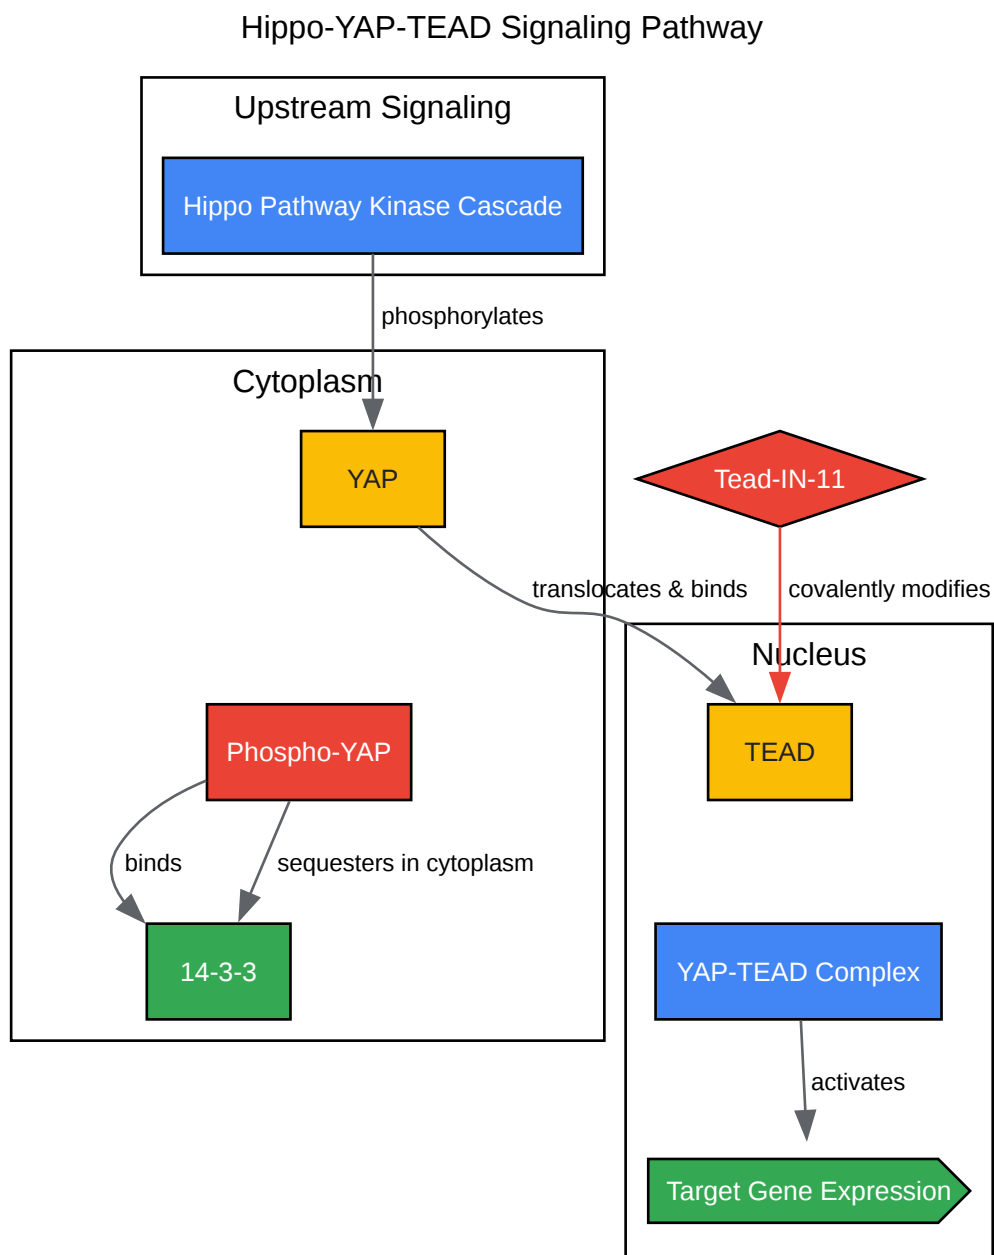 Hippo-YAP-TEAD Signaling Pathway
Upstream Signaling
Hippo Pathway Kinase Cascade
phosphorylates
Cytoplasm
YAP
Tead-IN-11
translocates & binds
covalently modifies
Nucleus
Phospho-YAP
TEAD
binds
sequesters in cytoplasm
14-3-3
YAP-TEAD Complex
activates
Target Gene Expression